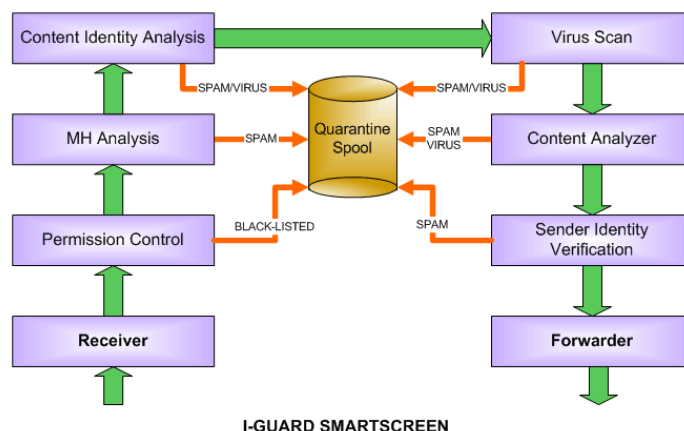 Content Identity Analysis
Virus Scan
SPAM/VIRUS
SPAM/VIRUS
Quarantine
Spool
MH Analysis
SPAM
SPAM
VIRUS
Content Analyzer
Permission Control
BLACK-LISTED
SPAM
Sender Identity
Verification
Receiver
Forwarder
I-GUARD SMARTSCREEN